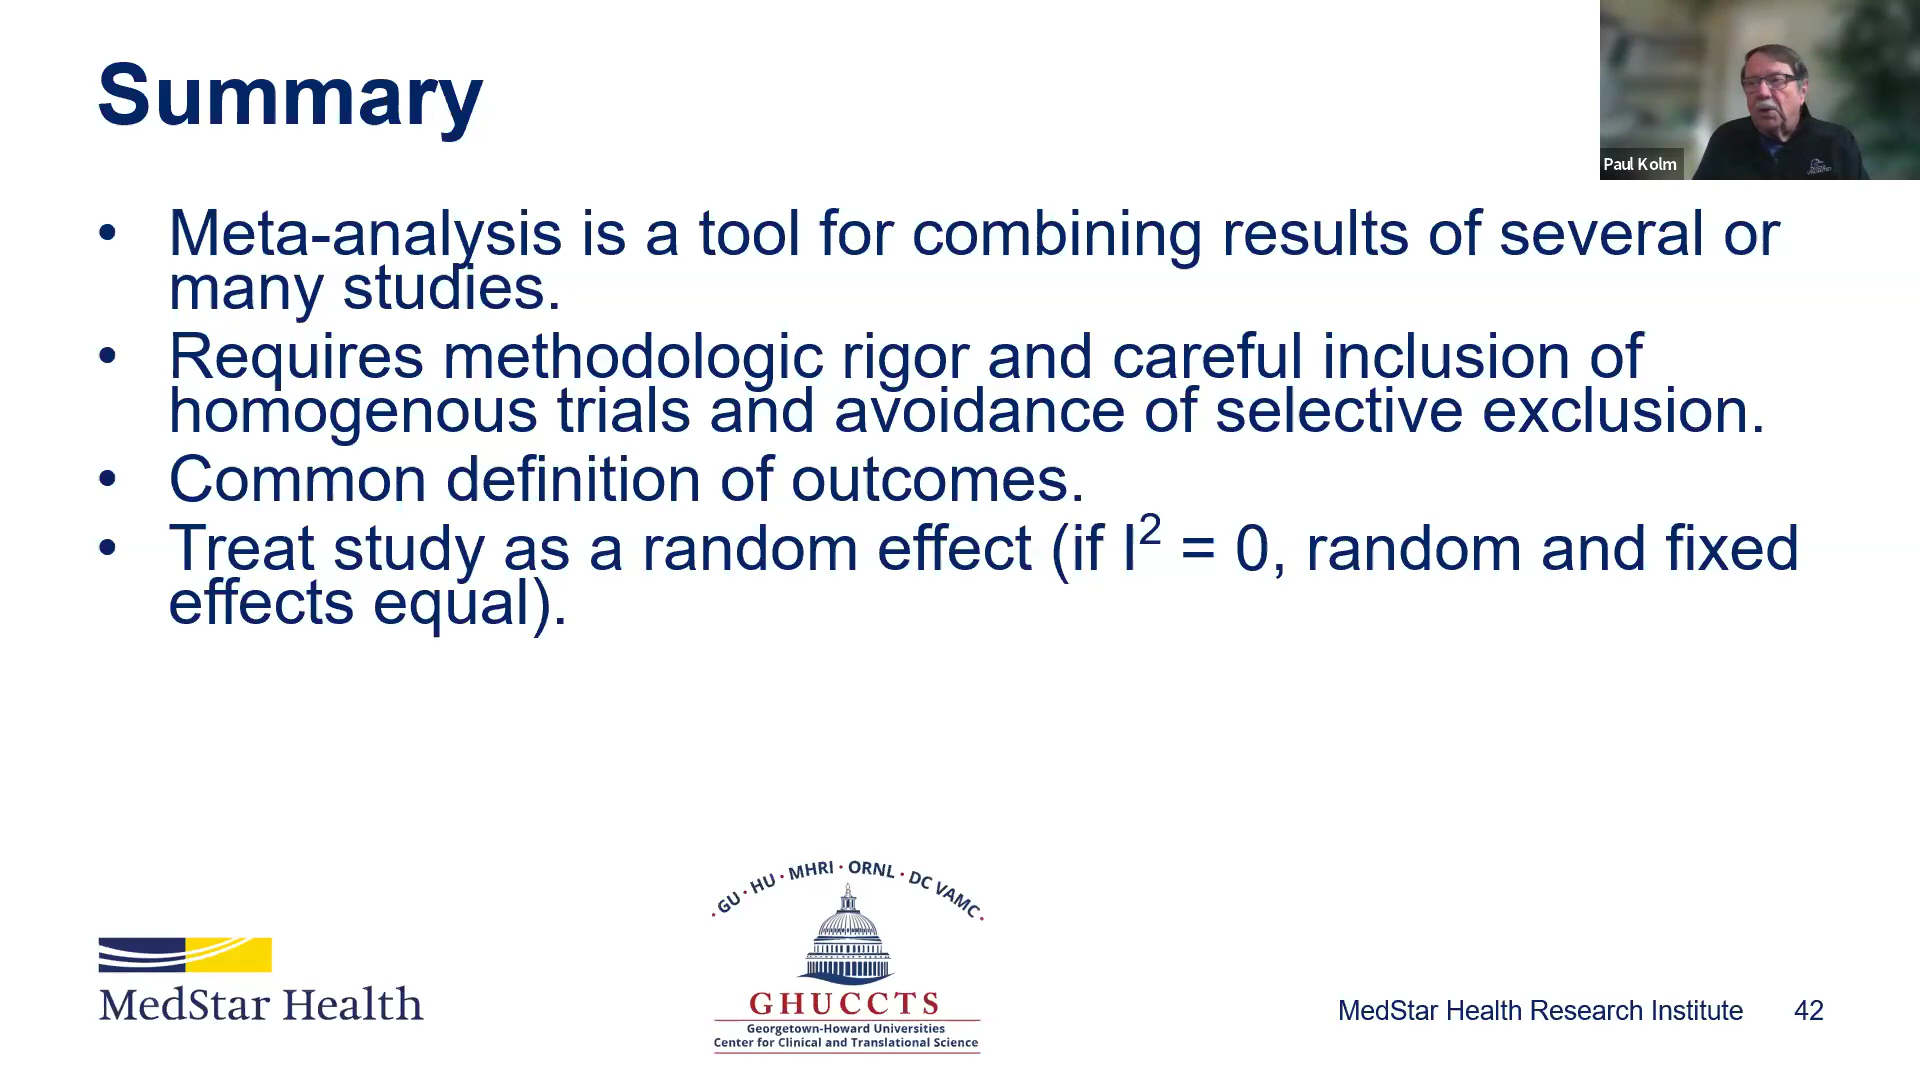 Summary
Paul Kolm
• Meta-analysis is a tool for combining results of several or
many studies.
• Requires methodologic rigor and careful inclusion of
homogenous trials and avoidance of selective exclusion.
• Common definition of outcomes.
• Treat study as a random effect (if I² = 0, random and fixed
effects equal).
· GU · HU · MHRI · ORNL · DC VAMC ·
GHUCCTS
Georgetown-Howard Universities
Center for Clinical and Translational Science
MedStar Health
MedStar Health Research Institute 42